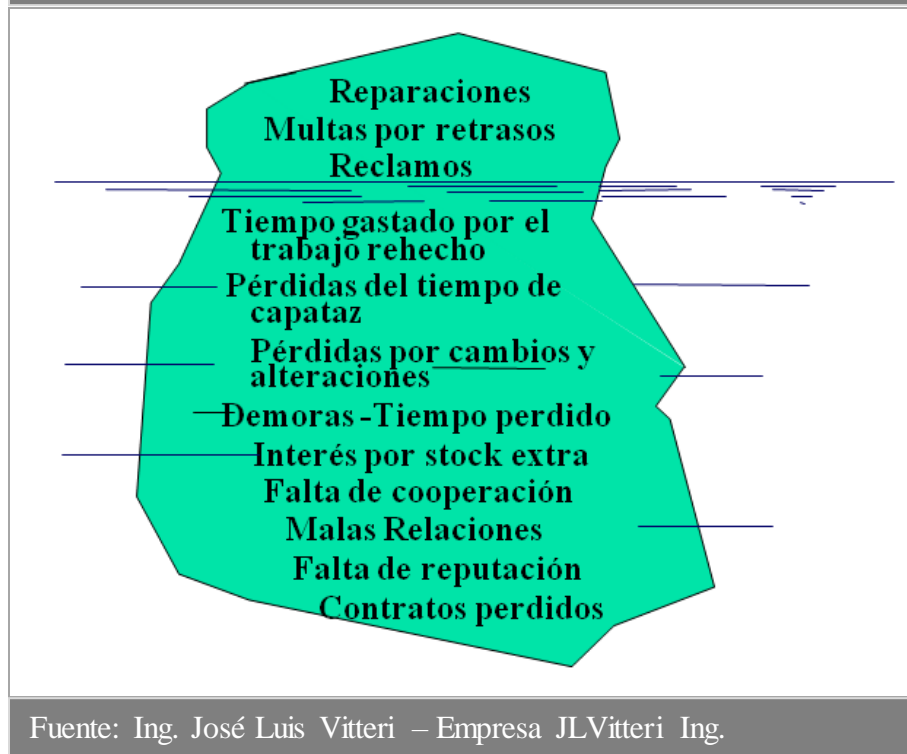 Reparaciones
Multas por retrasos
Reclamos
Tiempo gastado por el
trabajo rehecho
Pérdidas del tiempo de
capataz
Pérdidas por cambios y
alteraciones
Demoras -Tiempo perdido
Interés por stock extra
Falta de cooperación
Malas Relaciones
Falta de reputación
Contratos perdidos
Fuente: Ing. José Luis Vitteri – Empresa JLVitteri Ing.